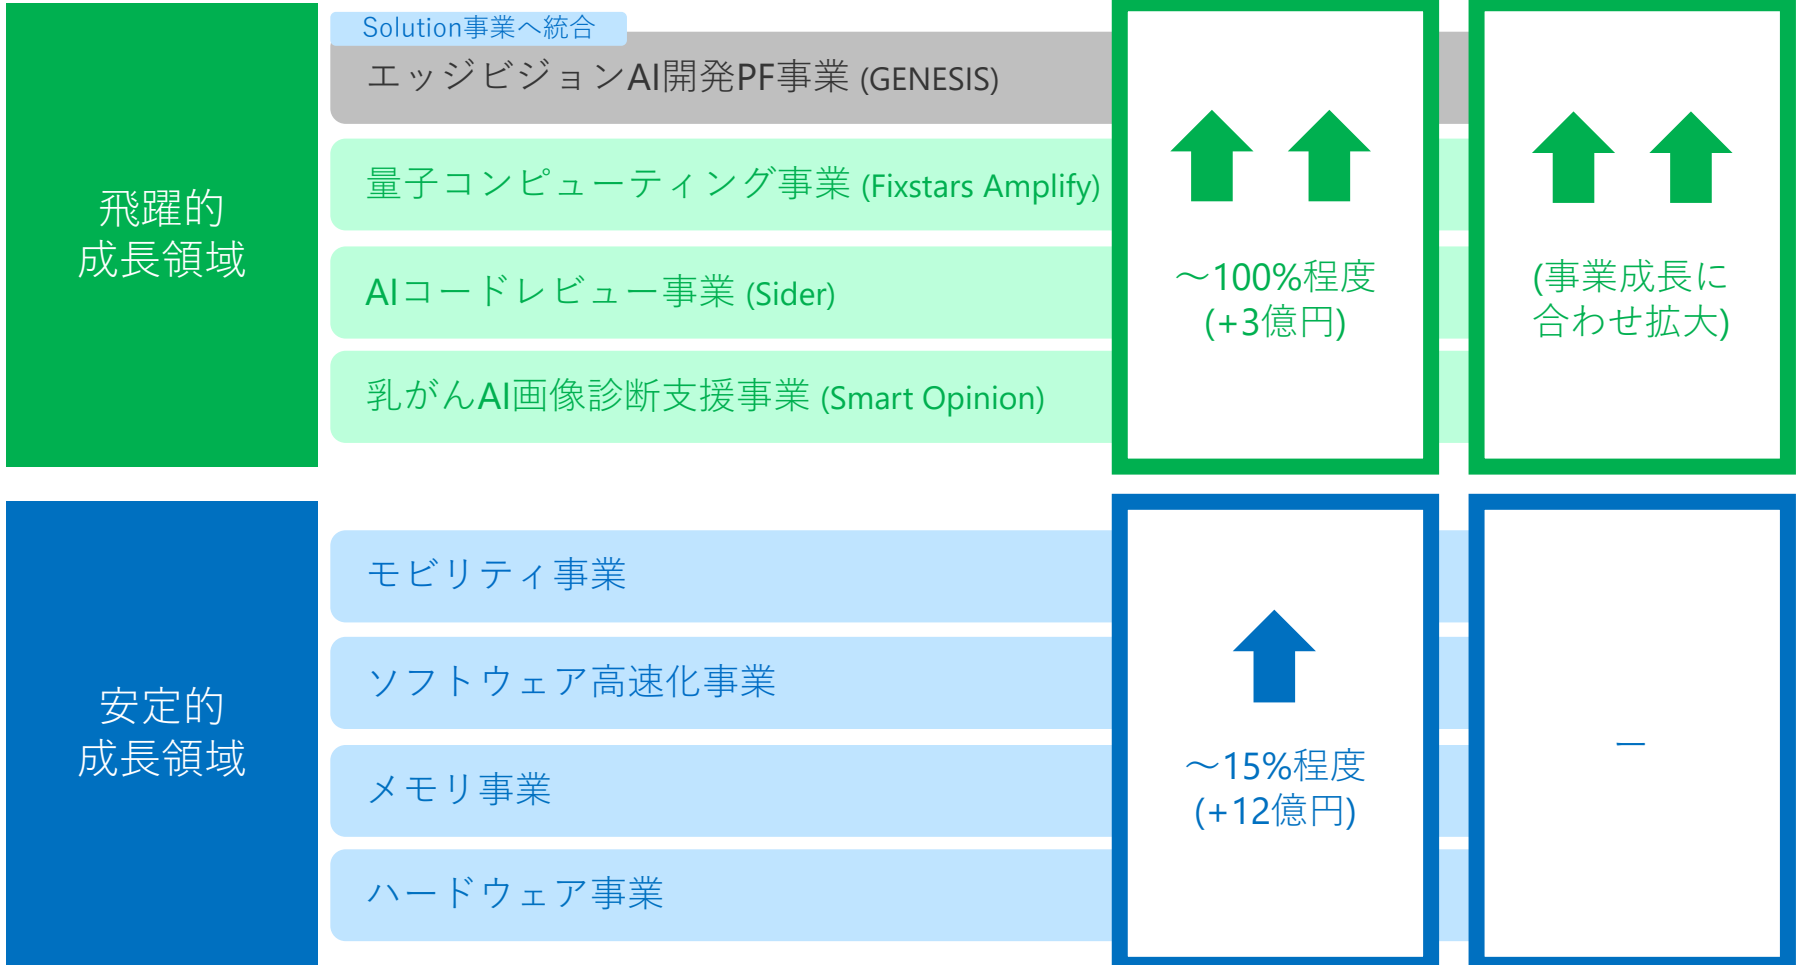 飛躍的
成長領域
Solution事業へ統合
エッジビジョンAI開発PF事業 (GENESIS)
量子コンピューティング事業 (Fixstars Amplify)
AIコードレビュー事業 (Sider)
乳がんAI画像診断支援事業 (Smart Opinion)
～100%程度
(+3億円)
(事業成長に
合わせ拡大)
安定的
成長領域
モビリティ事業
ソフトウェア高速化事業
メモリ事業
ハードウェア事業
～15%程度
(+12億円)
―